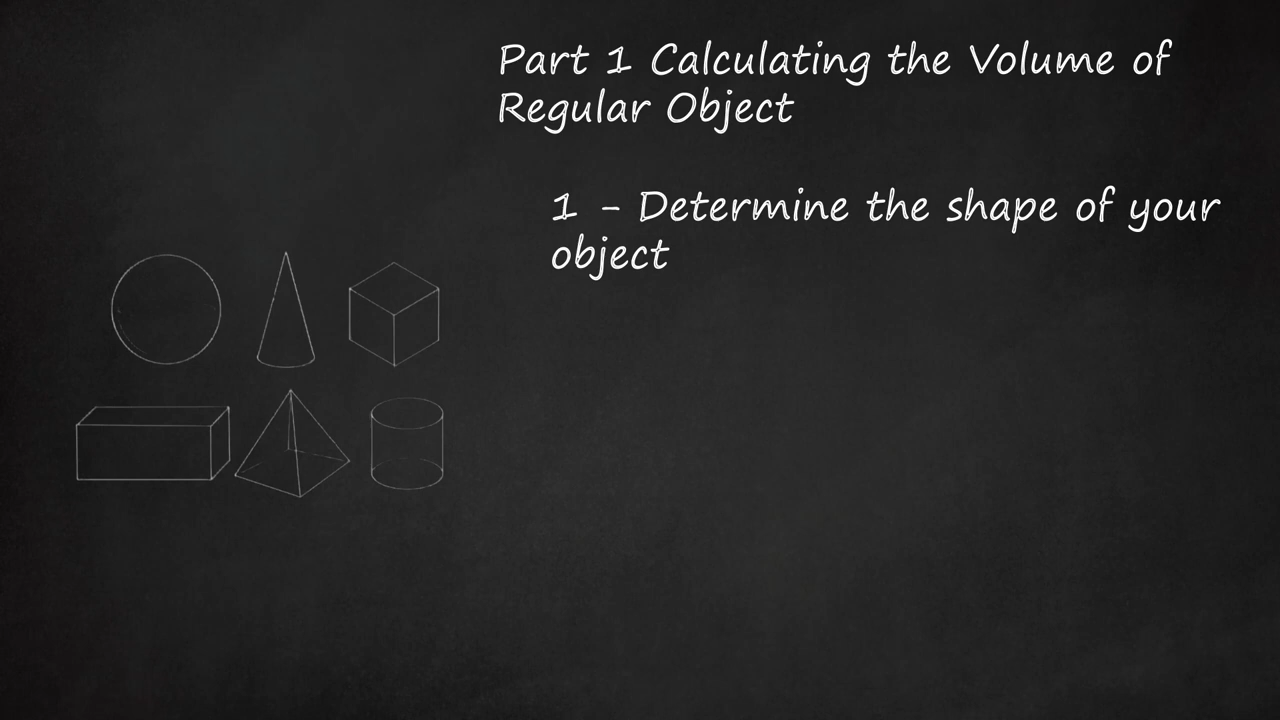 Part 1 Calculating the Volume of
Regular Object
1 - Determine the shape of your
object